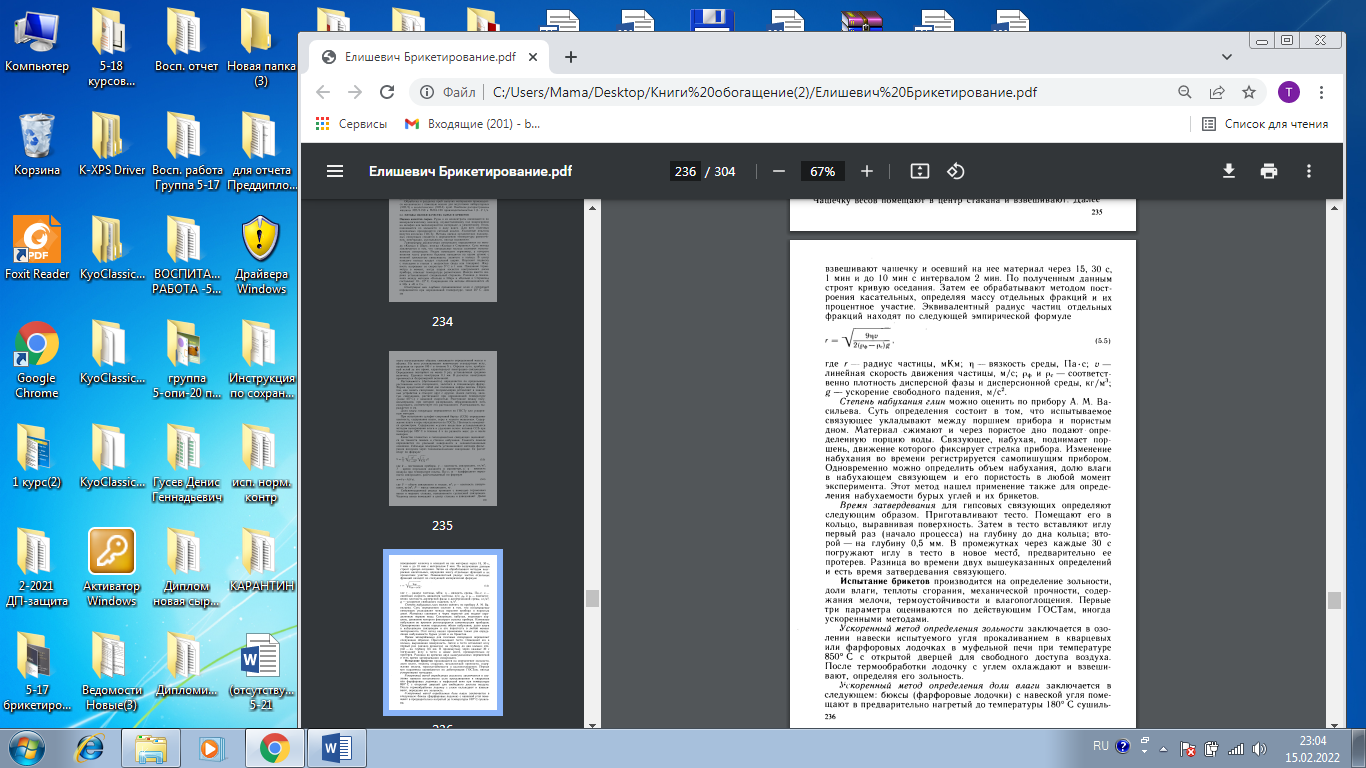 Компьютер
5-18 курсов...
Восп. отчет
Новая папка (3)
Корзина
K-XPS Driver
Восп. работа Группа 5-17
для отчета Преддипло...
Foxit Reader
KyoClassic...
ВОСПИТА... РАБОТА -5...
Драйвера Windows
Google Chrome
KyoClassic...
группа 5-опи-20 п...
Инструкция по сохран...
1 курс(2)
KyoClassic...
Гусев Денис Геннадьевич
исп. норм. контр
2-2021 ДП-защита
Активатор Windows
Диплом новая сыр...
КАРАНТИН
5-17 брикетиро...
Ведомости Новые(3)
Дипломи...
(отсутству... 5-21
Елишевич Брикетирование.pdf
Файл
C:/Users/Mama/Desktop/Книги%20обогащение(2)/Елишевич%20Брикетирование.pdf
T
Сервисы
Входящие (201) - b...
Список для чтения
Елишевич Брикетирование.pdf
236 / 304
67%
234
235
236
Чашечку весов помещают в центр стакана и взвешивают. Далее
235
взвешивают чашечку и осевший на нее материал через 15, 30 с,
1 мин и до 10 мин с интервалом 2 мин. По полученным данным
строят кривую оседания. Затем ее обрабатывают методом пост-
роения касательных, определяя массу отдельных фракций и их
процентное участие. Эквивалентный радиус частиц отдельных
фракций находят по следующей эмпирической формуле
r = √(9ηv / 2(ρф − ρс)g) , (5.5)
где r — радиус частицы, мКм; η — вязкость среды, Па·с; v —
линейная скорость движения частицы, м/с; ρф и ρс — соответст-
венно плотность дисперсной фазы и дисперсионной среды, кг/м³;
g — ускорение свободного падения, м/с².
Степень набухания глин можно оценить по прибору А. М. Ва-
сильева. Суть определения состоит в том, что испытываемое
связующее укладывают между поршнем прибора и пористым
дном. Материал сжимают и через пористое дно подают опре-
деленную порцию воды. Связующее, набухая, поднимает пор-
шень, движение которого фиксирует стрелка прибора. Изменение
набухания во времени регистрируется самопишущим прибором.
Одновременно можно определить объем набухания, долю влаги
в набухающем связующем и его пористость в любой момент
эксперимента. Этот метод нашел применение также для опреде-
ления набухаемости бурых углей и их брикетов.
Время затвердевания для гипсовых связующих определяют
следующим образом. Приготавливают тесто. Помещают его в
кольцо, выравнивая поверхность. Затем в тесто вставляют иглу
первый раз (начало процесса) на глубину до дна кольца; вто-
рой — на глубину 0,5 мм. В промежутках через каждые 30 с
погружают иглу в тесто в новое место, предварительно ее
протерев. Разница во времени двух вышеуказанных определений
и есть время затвердевания связующего.
Испытание брикетов производится на определение зольности,
доли влаги, теплоты сгорания, механической прочности, содер-
жания мелочи, термоустойчивости и влагопоглощения. Первые
три параметра оцениваются по действующим ГОСТам, иногда
ускоренными методами.
Ускоренный метод определения зольности заключается в озо-
лении навески испытуемого угля прокаливанием в кварцевых
или фарфоровых лодочках в муфельной печи при температуре
850° С с открытой дверцей для свободного доступа воздуха.
После термообработки лодочку с углем охлаждают и взвеши-
вают, определяя его зольность.
Ускоренный метод определения доли влаги заключается в
следующем: бюксы (фарфоровые лодочки) с навеской угля поме-
щают в предварительно нагретый до температуры 180° С сушиль-
236
RU
23:04
15.02.2022